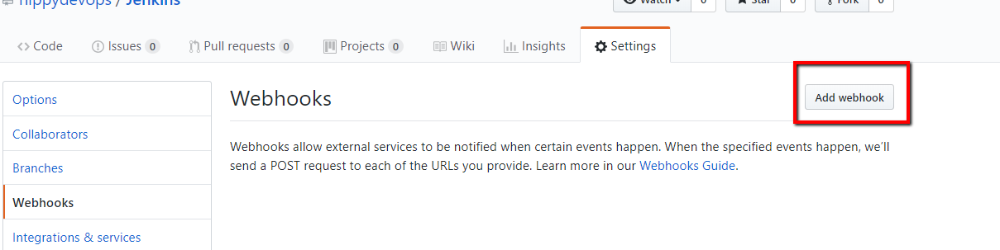 / Jenkins
Watch 0 Star 0 Fork 0
Code Issues 0 Pull requests 0 Projects 0 Wiki Insights Settings
Options
Collaborators
Branches
Webhooks
Integrations & services
Webhooks
Add webhook
Webhooks allow external services to be notified when certain events happen. When the specified events happen, we'll
send a POST request to each of the URLs you provide. Learn more in our Webhooks Guide.